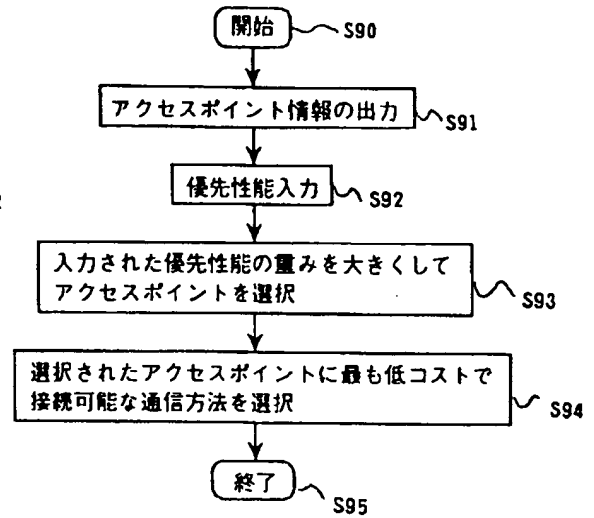 開始
S90
アクセスポイント情報の出力
S91
優先性能入力
S92
入力された優先性能の重みを大きくして
アクセスポイントを選択
S93
選択されたアクセスポイントに最も低コストで
接続可能な通信方法を選択
S94
終了
S95